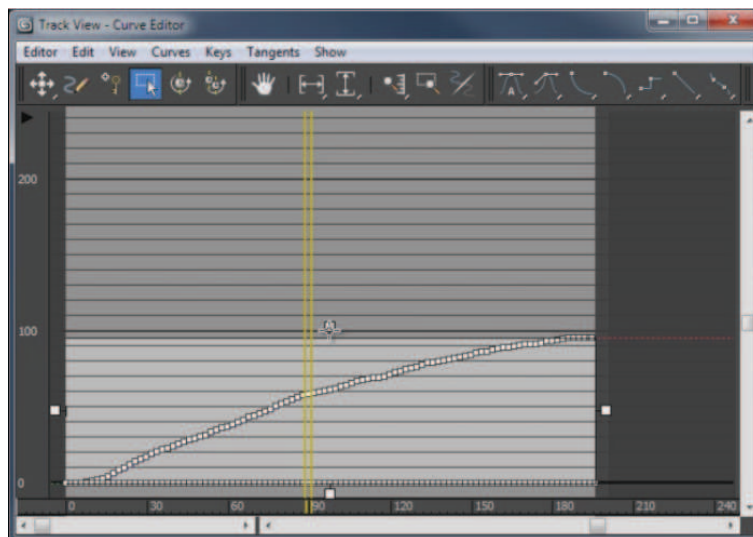 Track View - Curve Editor
Editor Edit View Curves Keys Tangents Show
A
200
100
0
0 30 60 90 120 150 180 210 240